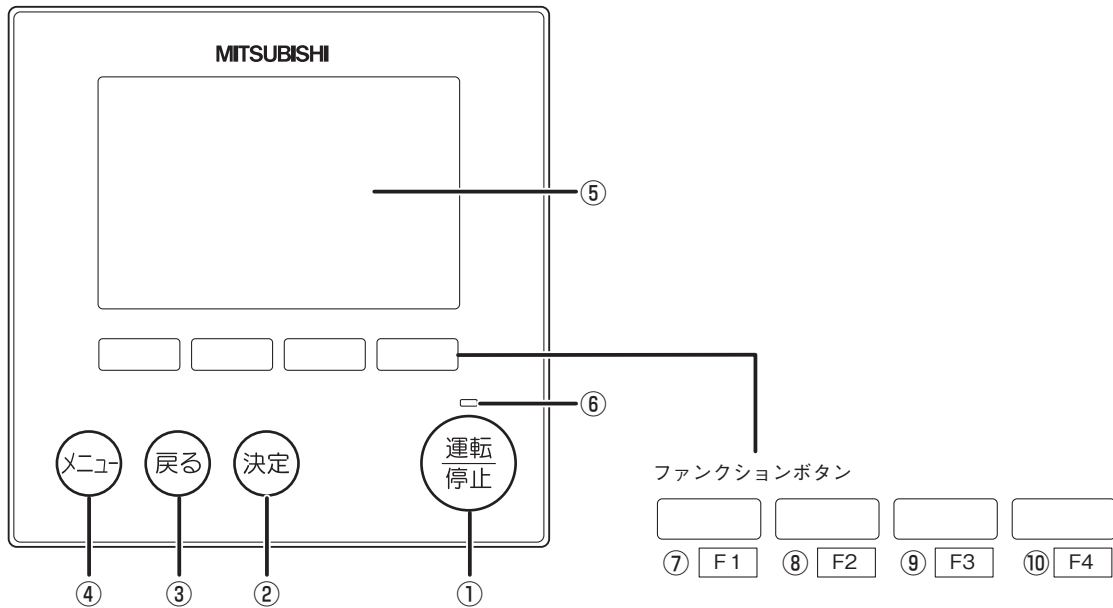 MITSUBISHI
⑤
⑥
メニュー
戻る
決定
運転
停止
ファンクションボタン
⑦ F1 ⑧ F2 ⑨ F3 ⑩ F4
④ ③ ② ①